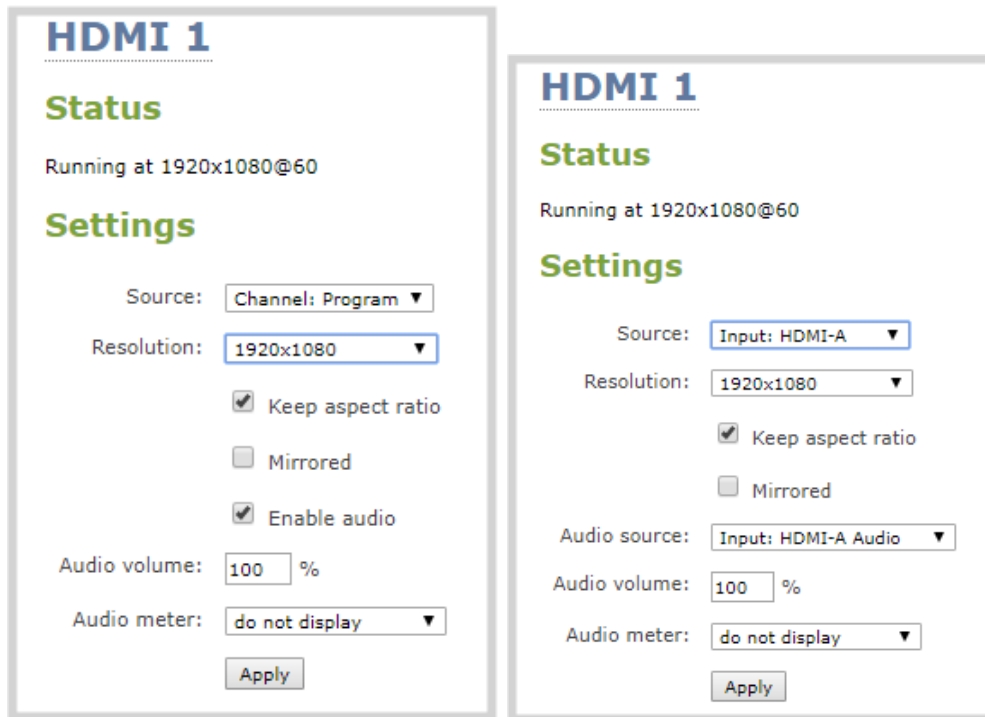 HDMI 1
Status
Running at 1920x1080@60
Settings
Source: Channel: Program
Resolution: 1920x1080
Keep aspect ratio
Mirrored
Enable audio
Audio volume: 100 %
Audio meter: do not display
Apply
HDMI 1
Status
Running at 1920x1080@60
Settings
Source: Input: HDMI-A
Resolution: 1920x1080
Keep aspect ratio
Mirrored
Audio source: Input: HDMI-A Audio
Audio volume: 100 %
Audio meter: do not display
Apply